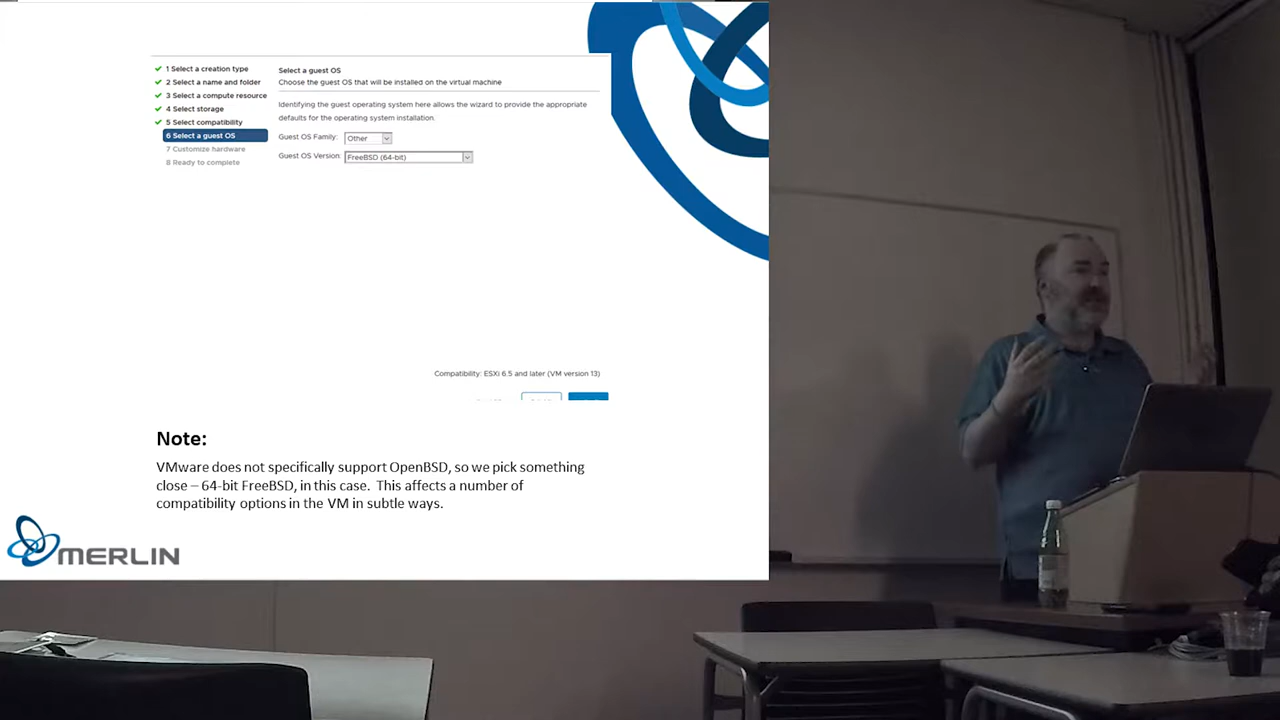 1 Select a creation type
2 Select a name and folder
3 Select a compute resource
4 Select storage
5 Select compatibility
6 Select a guest OS
7 Customize hardware
8 Ready to complete
Select a guest OS
Choose the guest OS that will be installed on the virtual machine
Identifying the guest operating system here allows the wizard to provide the appropriate
defaults for the operating system installation.
Guest OS Family: Other
Guest OS Version: FreeBSD (64-bit)
Compatibility: ESXi 6.5 and later (VM version 13)
Note:
VMware does not specifically support OpenBSD, so we pick something
close – 64-bit FreeBSD, in this case. This affects a number of
compatibility options in the VM in subtle ways.
MERLIN